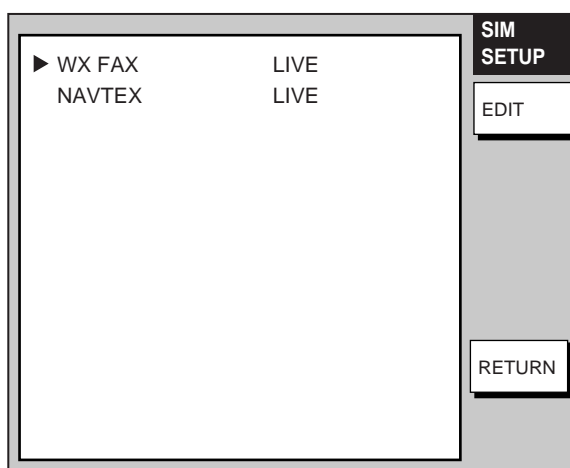 SIM
SETUP
WX FAX LIVE
NAVTEX LIVE
EDIT
RETURN